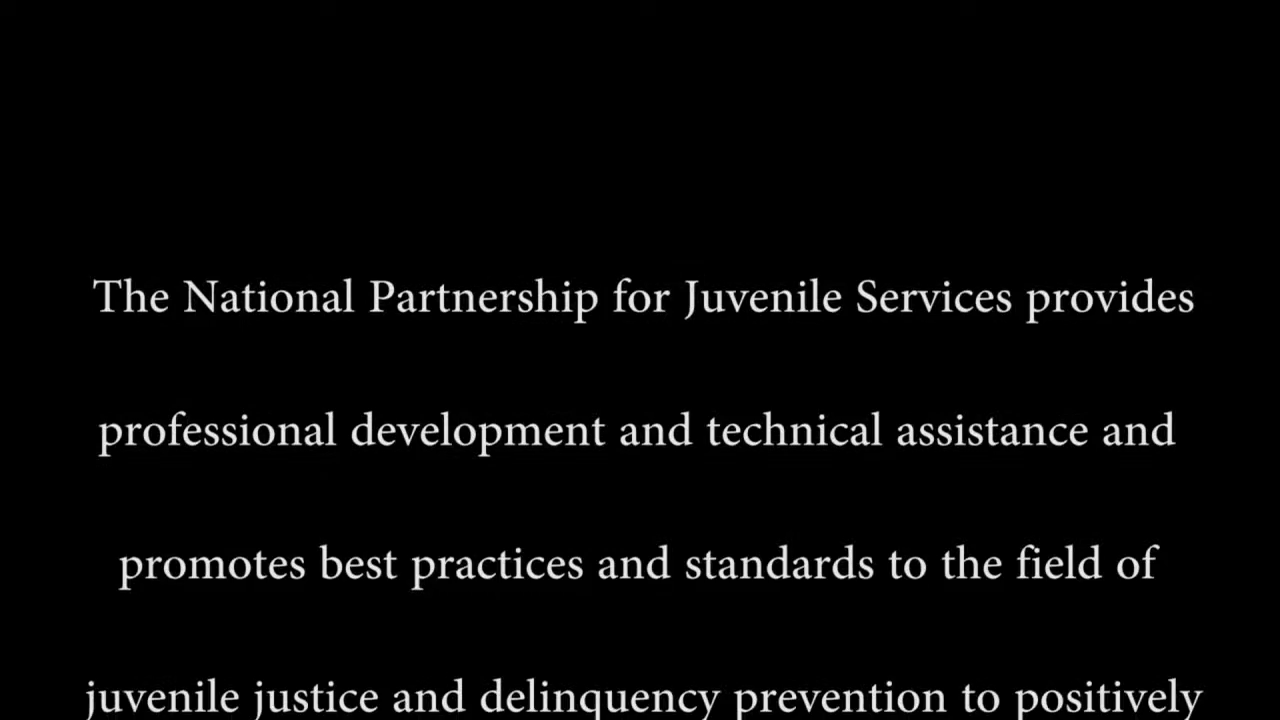 The National Partnership for Juvenile Services provides
professional development and technical assistance and
promotes best practices and standards to the field of
juvenile justice and delinquency prevention to positively